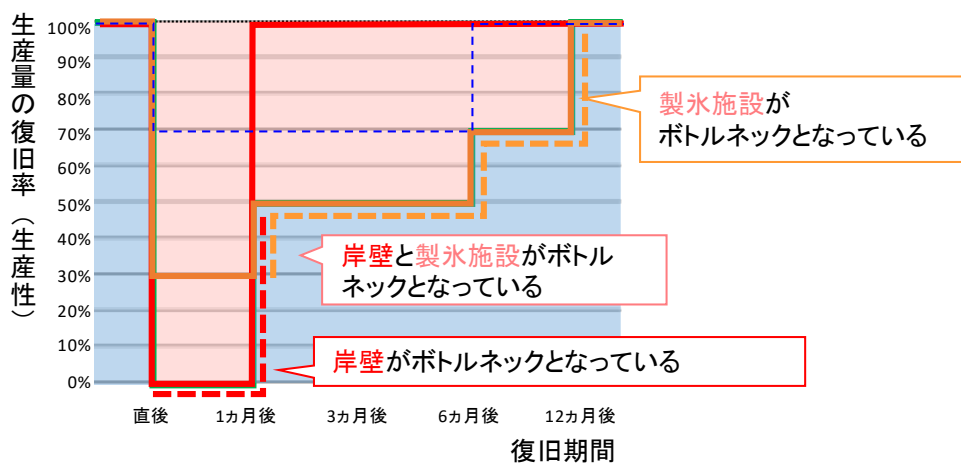 生産量の復旧率（生産性）
100%
90%
80%
70%
60%
50%
40%
30%
20%
10%
0%
製氷施設が
ボトルネックとなっている
岸壁と製氷施設がボトル
ネックとなっている
岸壁がボトルネックとなっている
直後
1ヵ月後
3ヵ月後
6ヵ月後
12ヵ月後
復旧期間